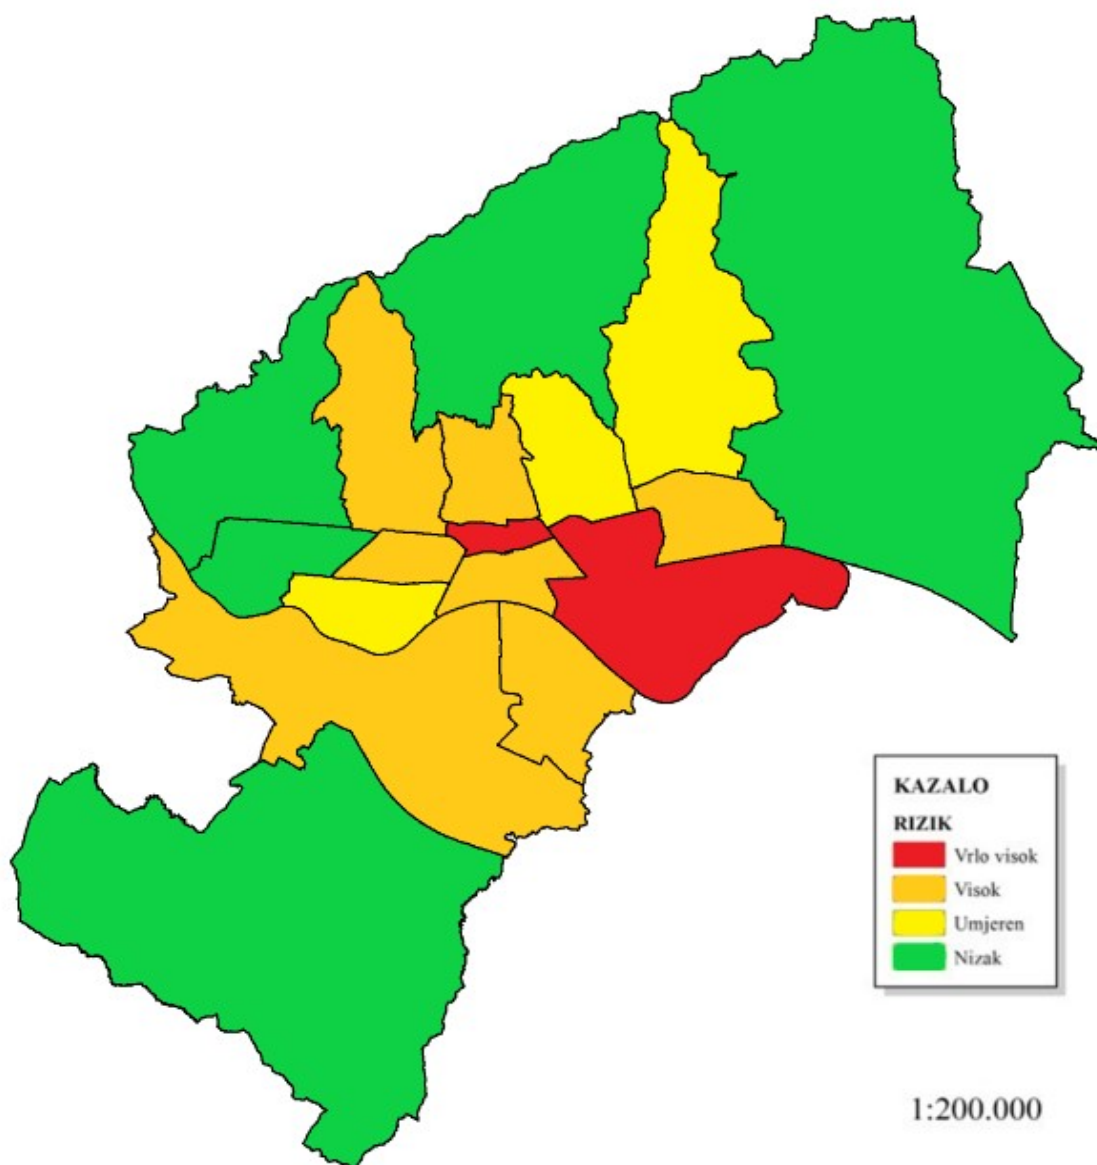 KAZALO
RIZIK
Vrlo visok
Visok
Umjeren
Nizak
1:200.000